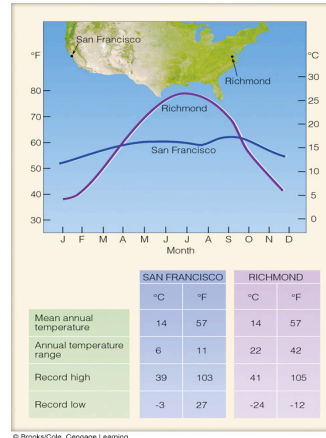 San Francisco
°F
°C
Richmond
30
80
Richmond
25
70
20
60
San Francisco
15
50
10
40
5
30
0
J F M A M J J A S O N D
Month
SAN FRANCISCO RICHMOND
°C °F °C °F
Mean annual
temperature 14 57 14 57
Annual temperature
range 6 11 22 42
Record high 39 103 41 105
Record low -3 27 -24 -12
© Brooks/Cole, Cengage Learning